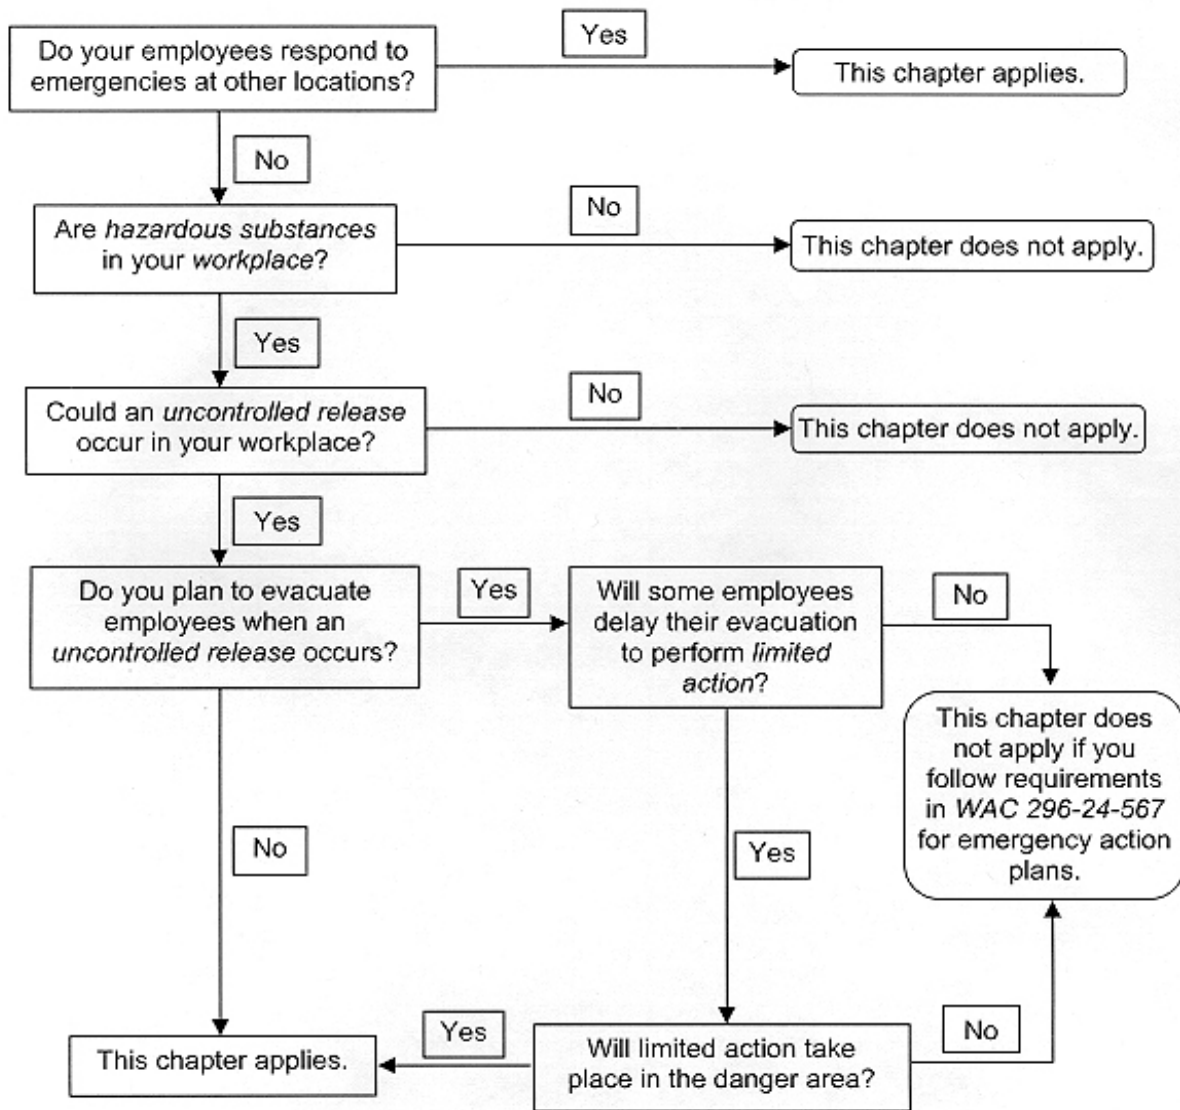 Do your employees respond to
emergencies at other locations?
Yes
This chapter applies.
No
Are hazardous substances
in your workplace?
No
This chapter does not apply.
Yes
Could an uncontrolled release
occur in your workplace?
No
This chapter does not apply.
Yes
Do you plan to evacuate
employees when an
uncontrolled release occurs?
Yes
Will some employees
delay their evacuation
to perform limited
action?
No
This chapter does
not apply if you
follow requirements
in WAC 296-24-567
for emergency action
plans.
No
Yes
This chapter applies.
Yes
Will limited action take
place in the danger area?
No